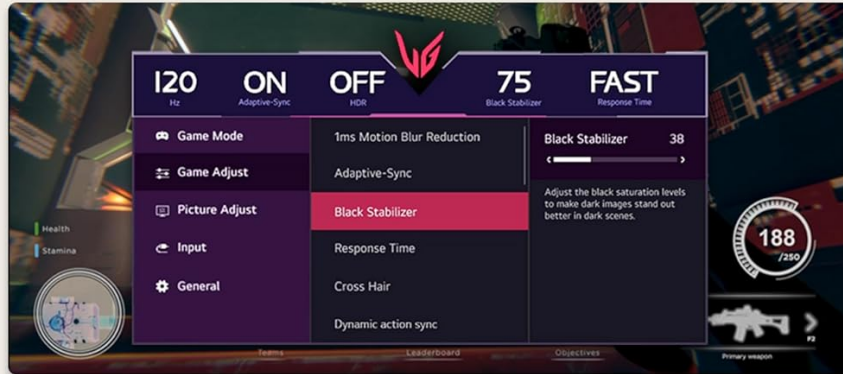 120 ON OFF 75 FAST
Hz Adaptive-Sync HDR Black Stabilizer Response Time
Game Mode
Game Adjust
Picture Adjust
Input
General
1ms Motion Blur Reduction
Adaptive-Sync
Black Stabilizer
Response Time
Cross Hair
Dynamic action sync
Black Stabilizer 38
Adjust the black saturation levels
to make dark images stand out
better in dark scenes.
Health
Stamina
188
/250
F2
Primary weapon
Teams Leaderboard Objectives